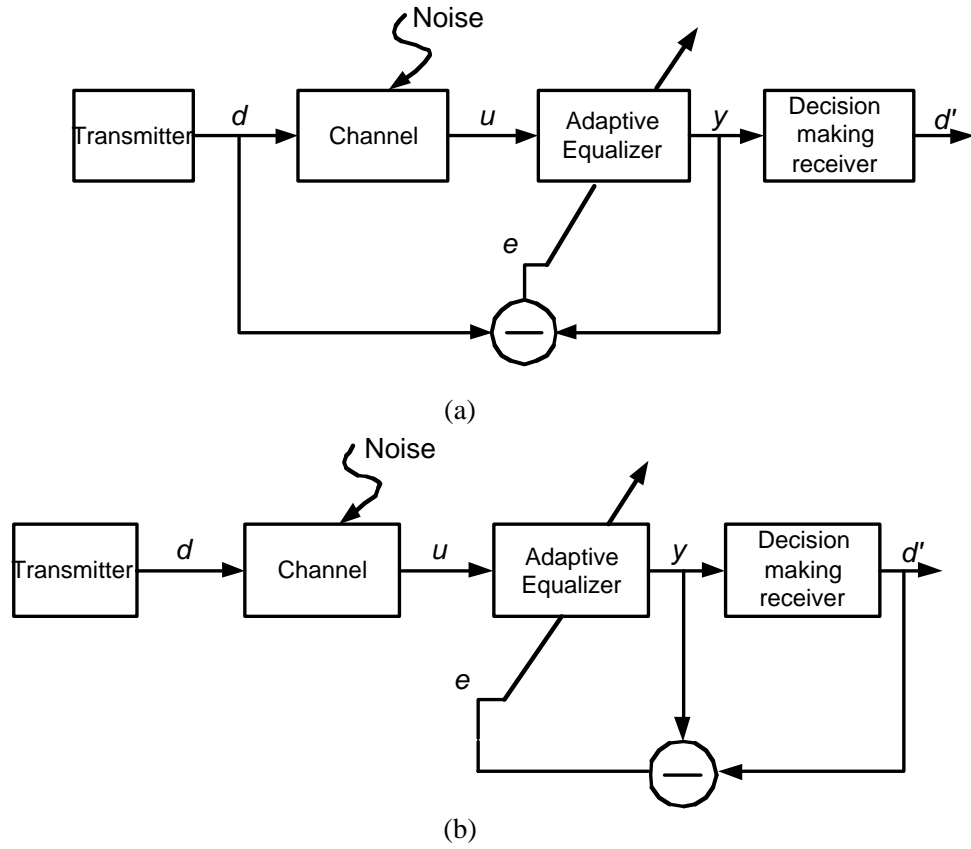 Noise
Transmitter
d
Channel
u
Adaptive
Equalizer
y
Decision
making
receiver
d'
e
(a)
Noise
Transmitter
d
Channel
u
Adaptive
Equalizer
y
Decision
making
receiver
d'
e
(b)